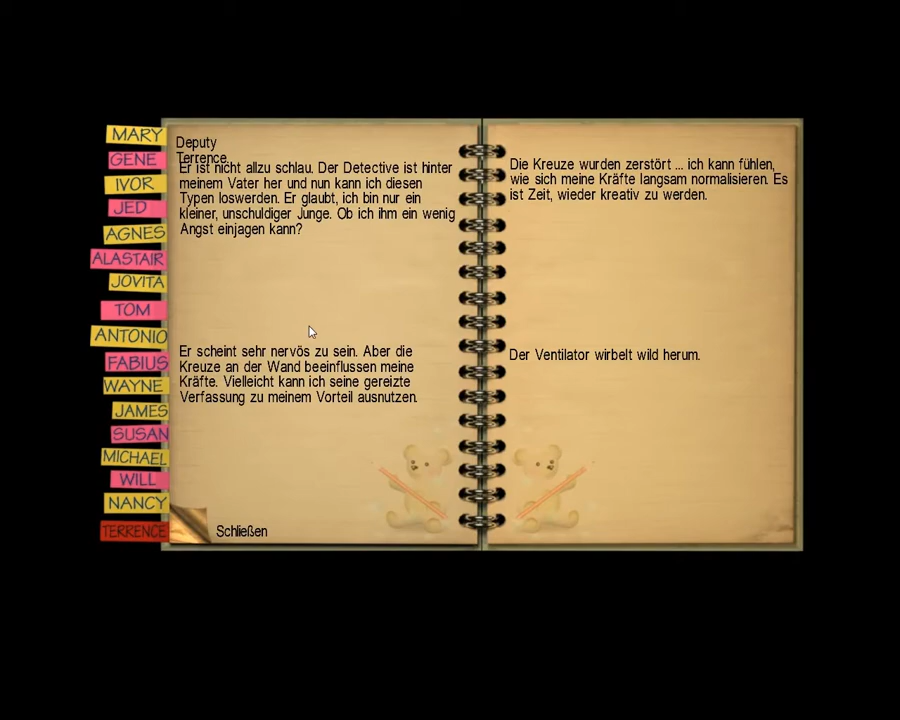 MARY
GENE
IVOR
JED
AGNES
ALASTAIR
JOVITA
TOM
ANTONIO
FABIUS
WAYNE
JAMES
SUSAN
MICHAEL
WILL
NANCY
TERRENCE
Deputy
Terrence
Er ist nicht allzu schlau. Der Detective ist hinter
meinem Vater her und nun kann ich diesen
Typen loswerden. Er glaubt, ich bin nur ein
kleiner, unschuldiger Junge. Ob ich ihm ein wenig
Angst einjagen kann?
Er scheint sehr nervös zu sein. Aber die
Kreuze an der Wand beeinflussen meine
Kräfte. Vielleicht kann ich seine gereizte
Verfassung zu meinem Vorteil ausnutzen.
Schließen
Die Kreuze wurden zerstört ... ich kann fühlen,
wie sich meine Kräfte langsam normalisieren. Es
ist Zeit, wieder kreativ zu werden.
Der Ventilator wirbelt wild herum.